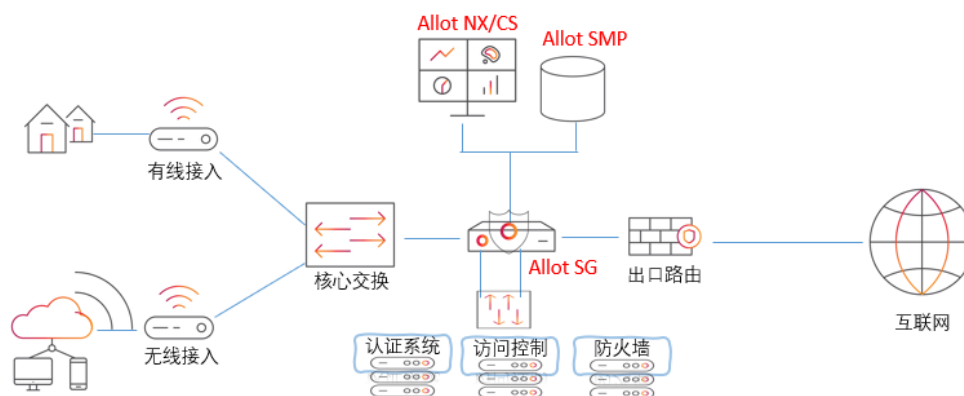 Allot NX/CS
Allot SMP
有线接入
核心交换
Allot SG
出口路由
互联网
无线接入
认证系统
访问控制
防火墙